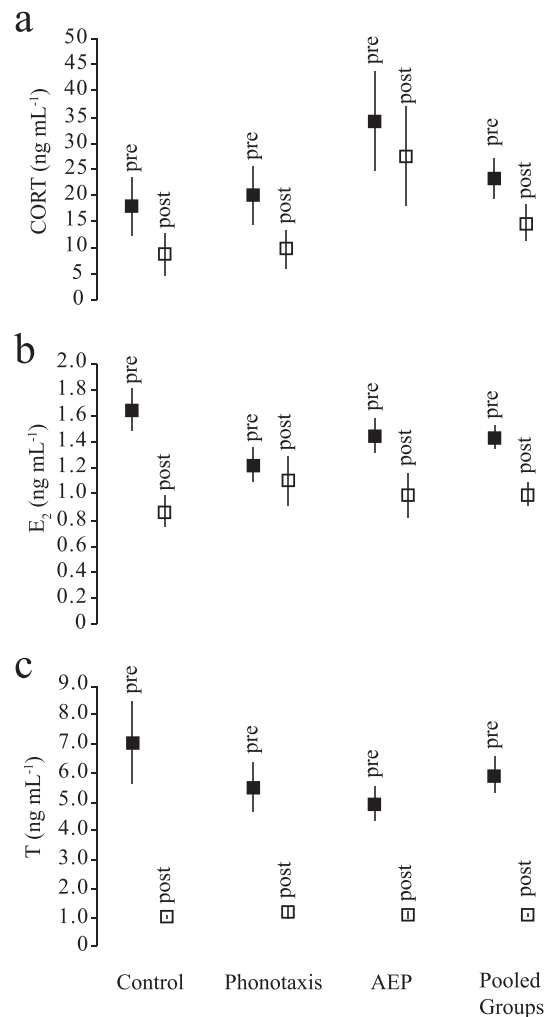 a
CORT (ng mL⁻¹)
50
45
40
35
30
25
20
15
10
5
0
pre
post
pre
post
pre
post
pre
post
b
E₂ (ng mL⁻¹)
2.0
1.8
1.6
1.4
1.2
1.0
0.8
0.6
0.4
0.2
0
pre
post
pre
post
pre
post
pre
post
c
T (ng mL⁻¹)
9.0
8.0
7.0
6.0
5.0
4.0
3.0
2.0
1.0
0
pre
post
pre
post
pre
post
pre
post
Control
Phonotaxis
AEP
Pooled
Groups